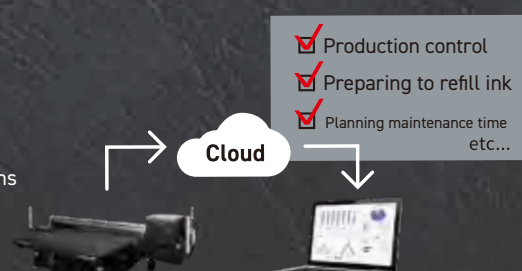 Production control
Preparing to refill ink
Planning maintenance time
etc...
Cloud